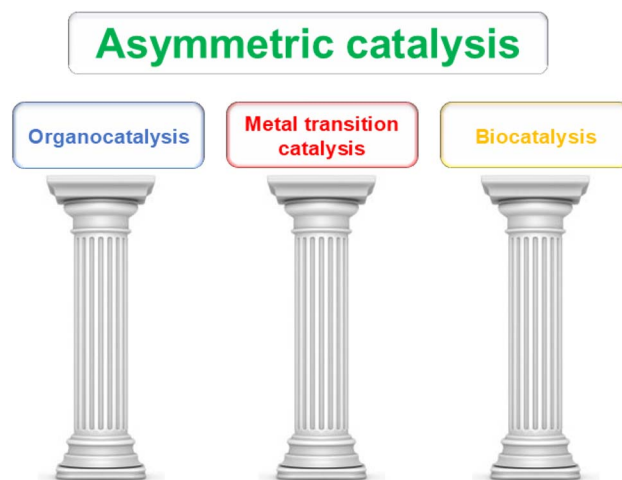 Asymmetric catalysis
Organocatalysis
Metal transition
catalysis
Biocatalysis